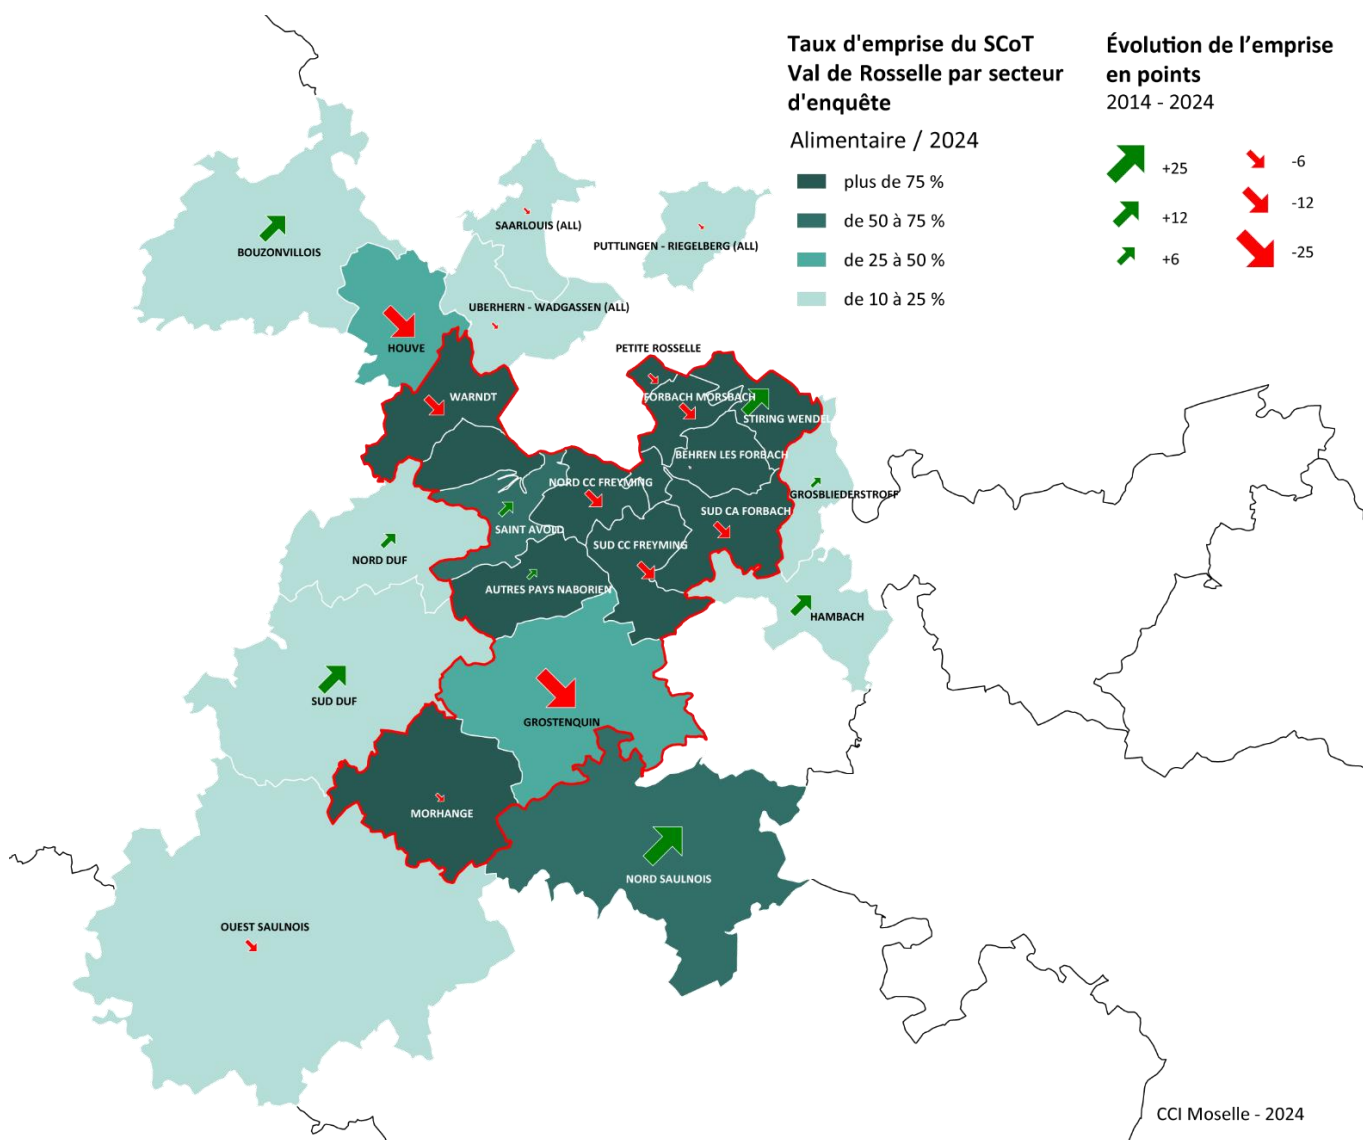 Taux d'emprise du SCoT
Val de Rosselle par secteur
d'enquête
Alimentaire / 2024
plus de 75 %
de 50 à 75 %
de 25 à 50 %
de 10 à 25 %
Évolution de l’emprise
en points
2014 - 2024
+25
+12
+6
-6
-12
-25
BOUZONVILLOIS
SAARLOUIS (ALL)
PUTTLINGEN - RIEGELBERG (ALL)
UBERHERN - WADGASSEN (ALL)
HOUVE
PETITE ROSSELLE
WARNDT
FORBACH MORSBACH
STIRING WENDEL
BEHREN LES FORBACH
NORD CC FREYMING
GROSBLIEDERSTROFF
SUD CA FORBACH
SAINT AVOLD
SUD CC FREYMING
NORD DUF
AUTRES PAYS NABORIEN
HAMBACH
SUD DUF
GROSTENQUIN
MORHANGE
NORD SAULNOIS
OUEST SAULNOIS
CCI Moselle - 2024